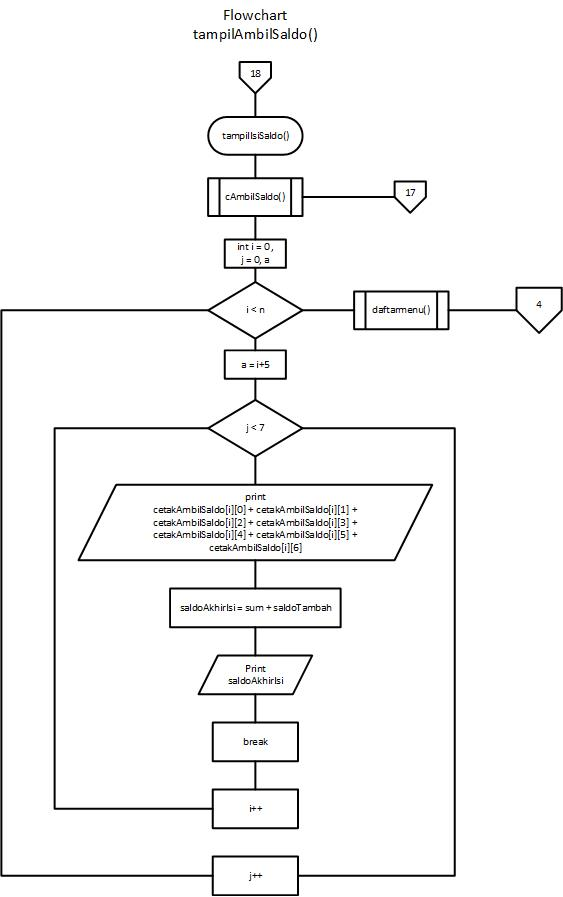 Flowchart
tampilAmbilSaldo()
18
tampilIsiSaldo()
cAmbilSaldo()
17
int i = 0 ,
j = 0, a
i < n
daftarmenu()
4
a = i+5
j < 7
print
cetakAmbilSaldo[i][0] + cetakAmbilSaldo[i][1] +
cetakAmbilSaldo[i][2] + cetakAmbilSaldo[i][3] +
cetakAmbilSaldo[i][4] + cetakAmbilSaldo[i][5] +
cetakAmbilSaldo[i][6]
saldoAkhirIsi = sum + saldoTambah
Print
saldoAkhirIsi
break
i++
j++